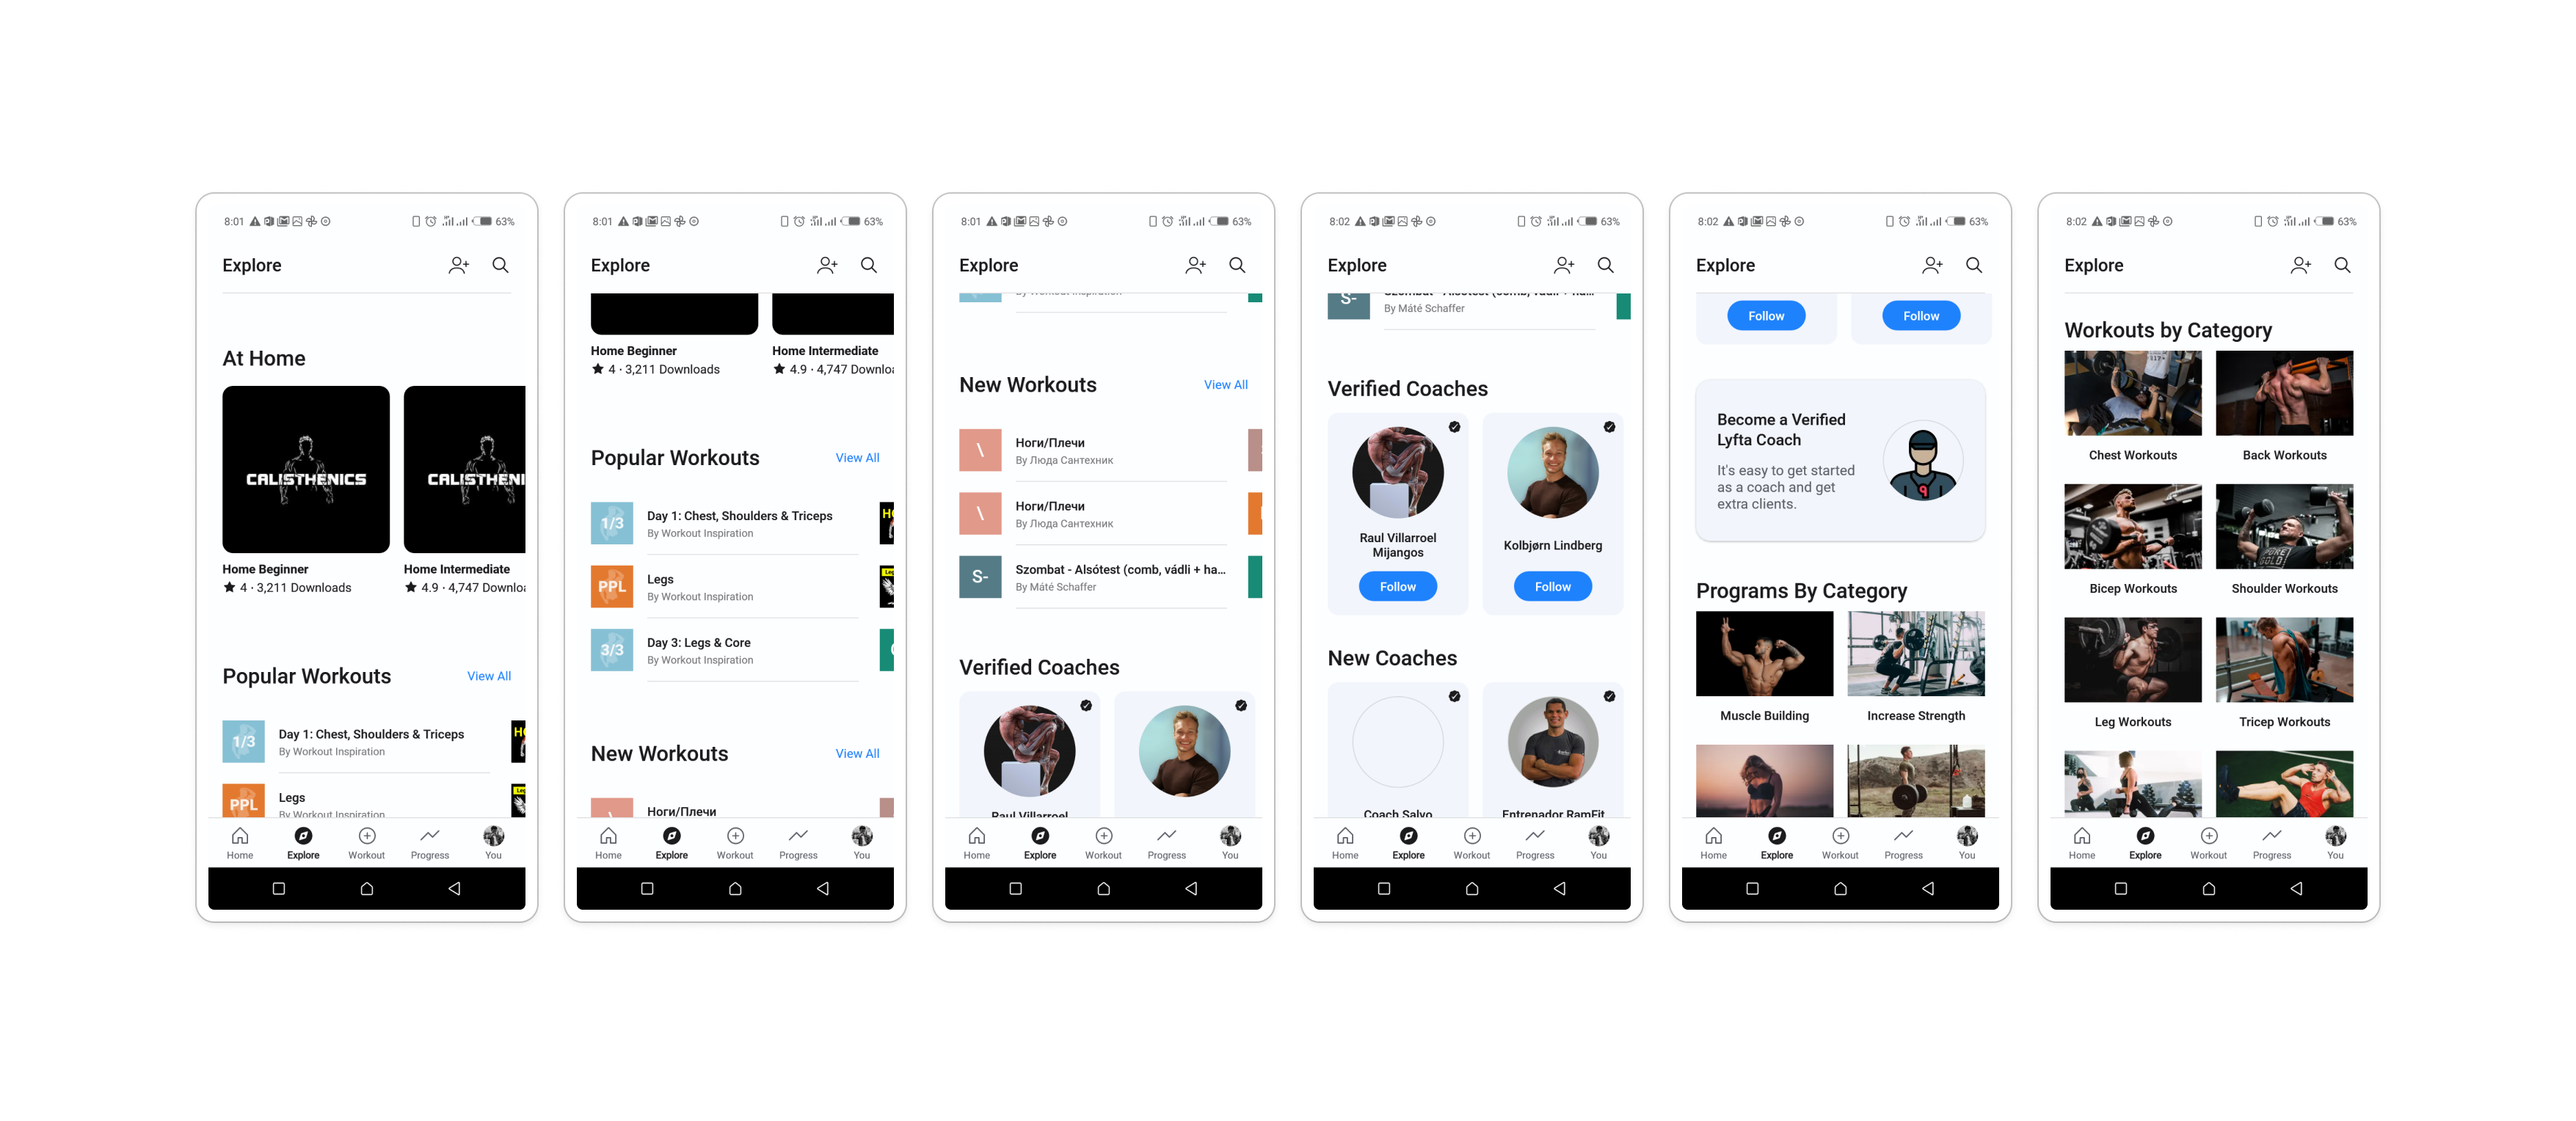 8:01
63%
Explore
At Home
CALISTHENICS
CALISTHENI
Home Beginner
Home Intermediate
★ 4 · 3,211 Downloads
★ 4.9 · 4,747 Downloa
Popular Workouts
View All
1/3
Day 1: Chest, Shoulders & Triceps
By Workout Inspiration
PPL
Legs
By Workout Inspiration
Home
Explore
Workout
Progress
You
8:01
63%
Explore
Home Beginner
Home Intermediate
★ 4 · 3,211 Downloads
★ 4.9 · 4,747 Downloa
Popular Workouts
View All
1/3
Day 1: Chest, Shoulders & Triceps
By Workout Inspiration
PPL
Legs
By Workout Inspiration
3/3
Day 3: Legs & Core
By Workout Inspiration
New Workouts
View All
Ноги/Плечи
Home
Explore
Workout
Progress
You
8:01
63%
Explore
By Workout Inspiration
New Workouts
View All
\
Ноги/Плечи
By Люда Сантехник
\
Ноги/Плечи
By Люда Сантехник
S-
Szombat - Alsótest (comb, vádli + ha...
By Máté Schaffer
Verified Coaches
Raul Villarroel
Home
Explore
Workout
Progress
You
8:02
63%
Explore
S-
Szombat - Alsótest (comb, vádli + ha...
By Máté Schaffer
Verified Coaches
Raul Villarroel
Mijangos
Kolbjørn Lindberg
Follow
Follow
New Coaches
Coach Salvo
Entrenador RamFit
Home
Explore
Workout
Progress
You
8:02
63%
Explore
Follow
Follow
Become a Verified
Lyfta Coach
It's easy to get started
as a coach and get
extra clients.
Programs By Category
Muscle Building
Increase Strength
Home
Explore
Workout
Progress
You
8:02
63%
Explore
Workouts by Category
Chest Workouts
Back Workouts
Bicep Workouts
Shoulder Workouts
Leg Workouts
Tricep Workouts
Home
Explore
Workout
Progress
You